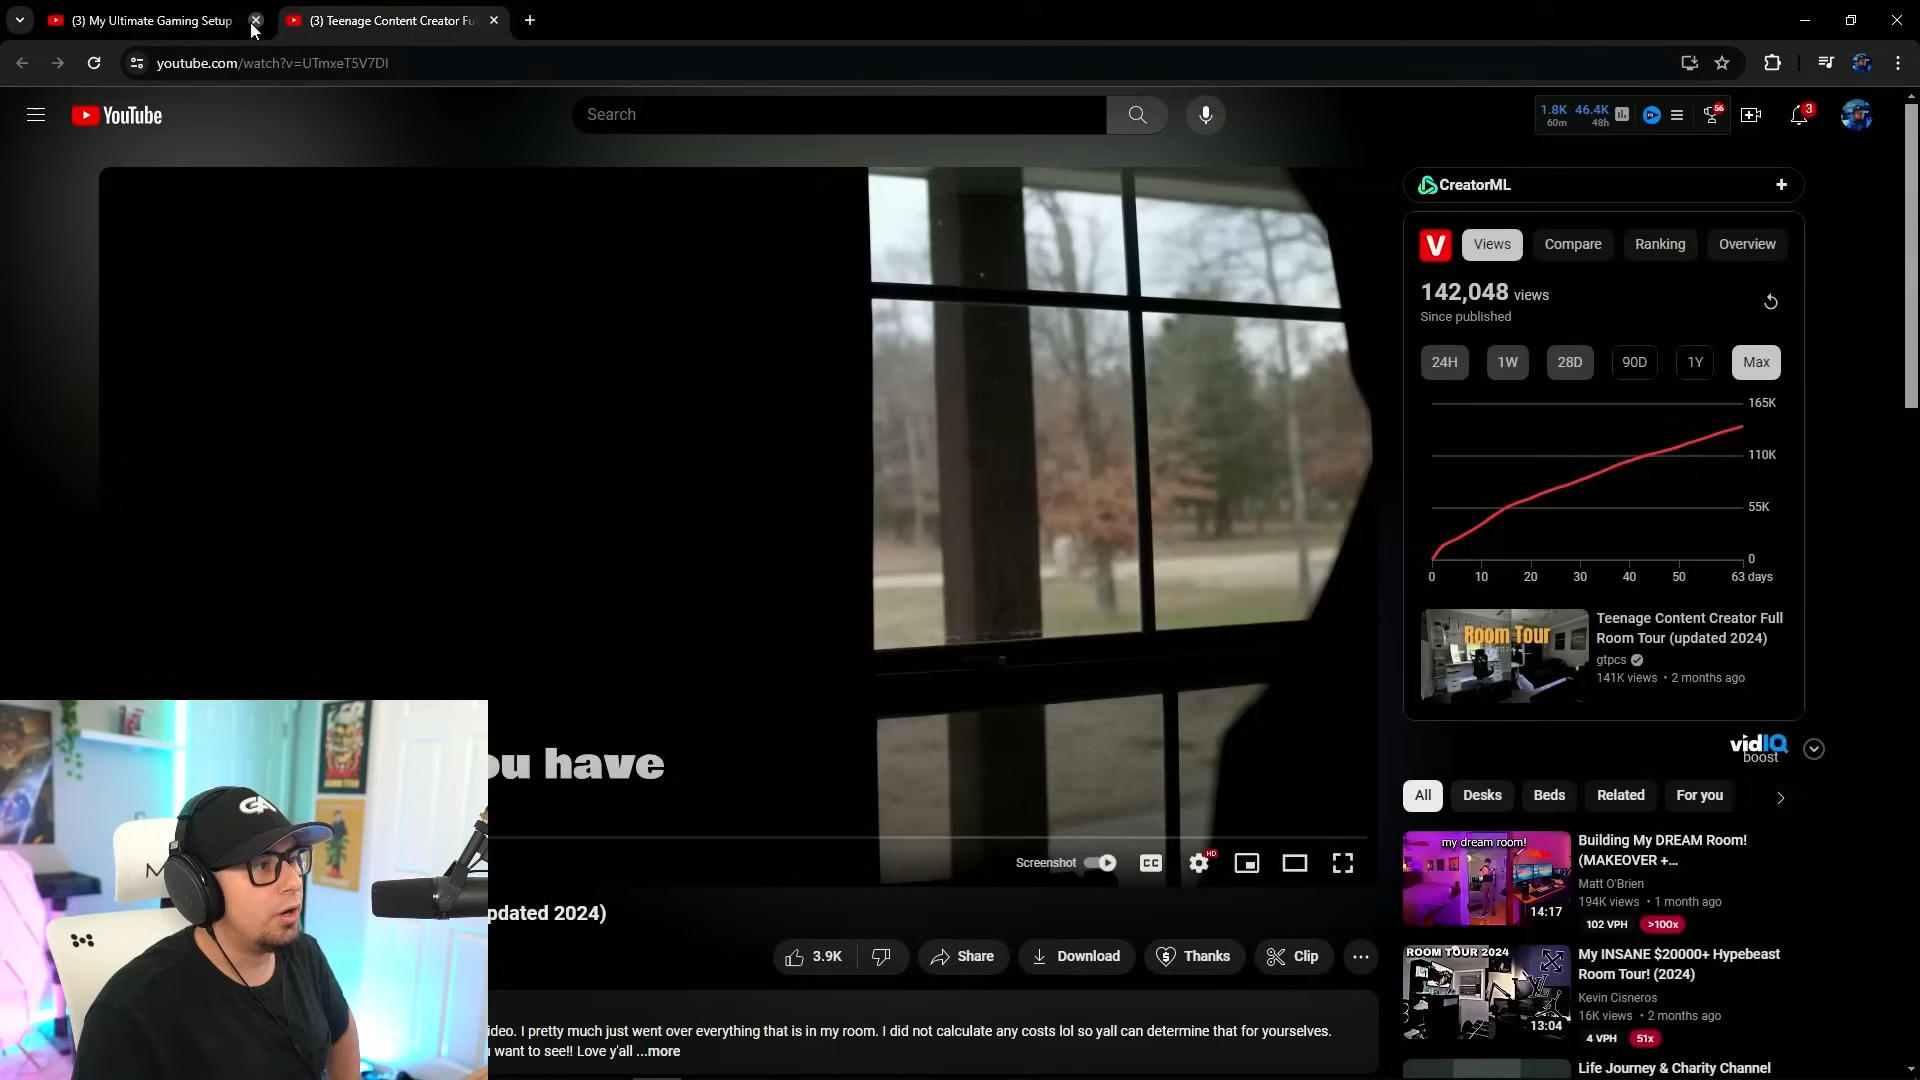 (3) My Ultimate Gaming Setup
(3) Teenage Content Creator Fu
youtube.com/watch?v=UTmxeT5V7DI
YouTube
Search
1.8K 46.4K
60m 48h
56
3
CreatorML
V Views Compare Ranking Overview
142,048 views
Since published
24H 1W 28D 90D 1Y Max
165K
110K
55K
0
0 10 20 30 40 50 63 days
Room Tour
Teenage Content Creator Full
Room Tour (updated 2024)
gtpcs
141K views • 2 months ago
vidIQ
boost
ou have
Screenshot CC HD
All Desks Beds Related For you
my dream room!
14:17
Building My DREAM Room!
(MAKEOVER +...
Matt O'Brien
194K views • 1 month ago
102 VPH >100x
pdated 2024)
3.9K Share Download Thanks Clip
ROOM TOUR 2024
13:04
My INSANE $20000+ Hypebeast
Room Tour! (2024)
Kevin Cisneros
16K views • 2 months ago
4 VPH 51x
ideo. I pretty much just went over everything that is in my room. I did not calculate any costs lol so yall can determine that for yourselves.
want to see!! Love y'all ...more
Life Journey & Charity Channel
GA